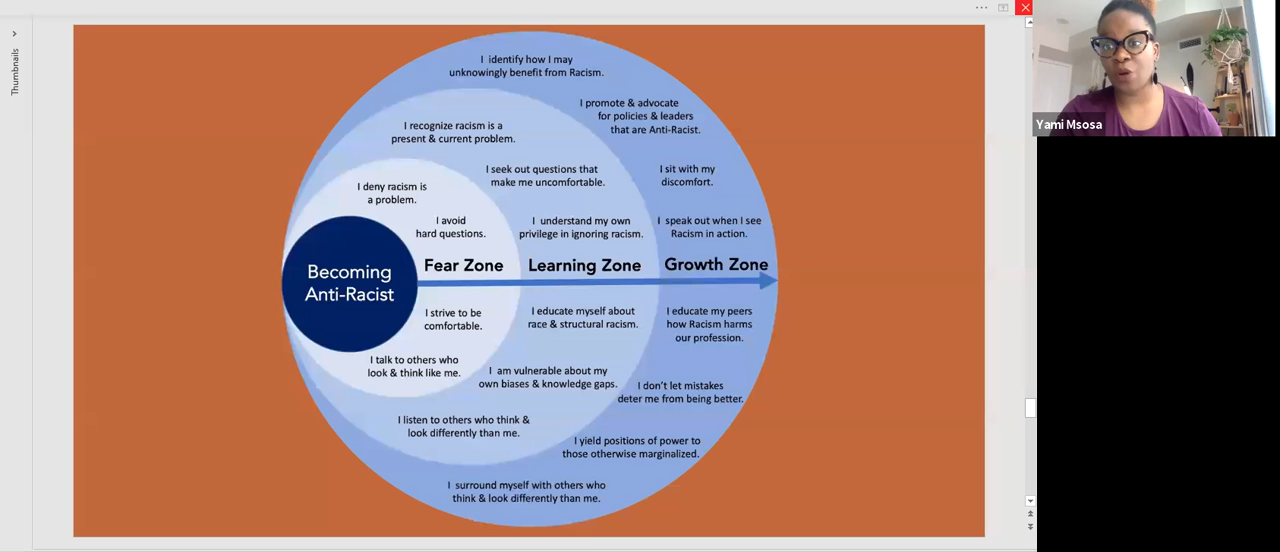 Thumbnails
Yami Msosa
I identify how I may
unknowingly benefit from Racism.
I promote & advocate
for policies & leaders
that are Anti-Racist.
I recognize racism is a
present & current problem.
I seek out questions that
make me uncomfortable.
I sit with my
discomfort.
I deny racism is
a problem.
I avoid
hard questions.
I understand my own
privilege in ignoring racism.
I speak out when I see
Racism in action.
Becoming
Anti-Racist
Fear Zone
Learning Zone
Growth Zone
I strive to be
comfortable.
I educate myself about
race & structural racism.
I educate my peers
how Racism harms
our profession.
I talk to others who
look & think like me.
I am vulnerable about my
own biases & knowledge gaps.
I don't let mistakes
deter me from being better.
I listen to others who think &
look differently than me.
I yield positions of power to
those otherwise marginalized.
I surround myself with others who
think & look differently than me.